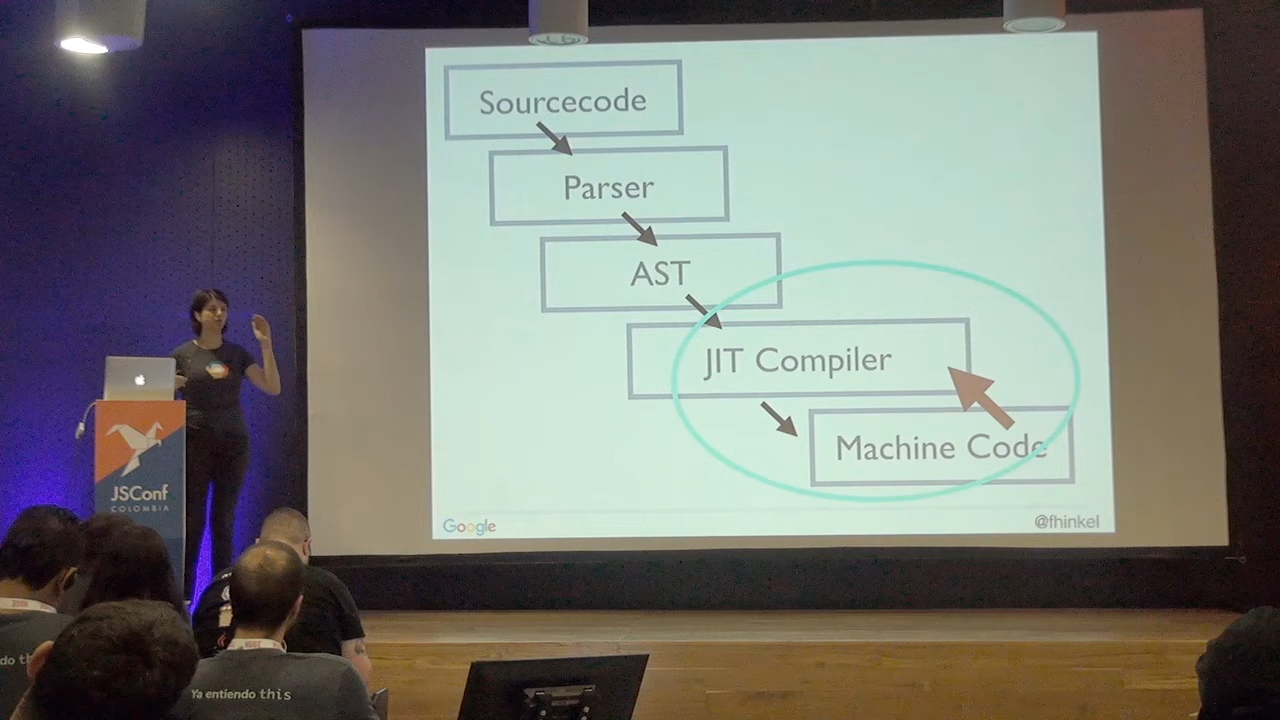 Sourcecode
Parser
AST
JIT Compiler
Machine Code
Google
@fhinkel
JSConf
COLOMBIA
Ya entiendo this